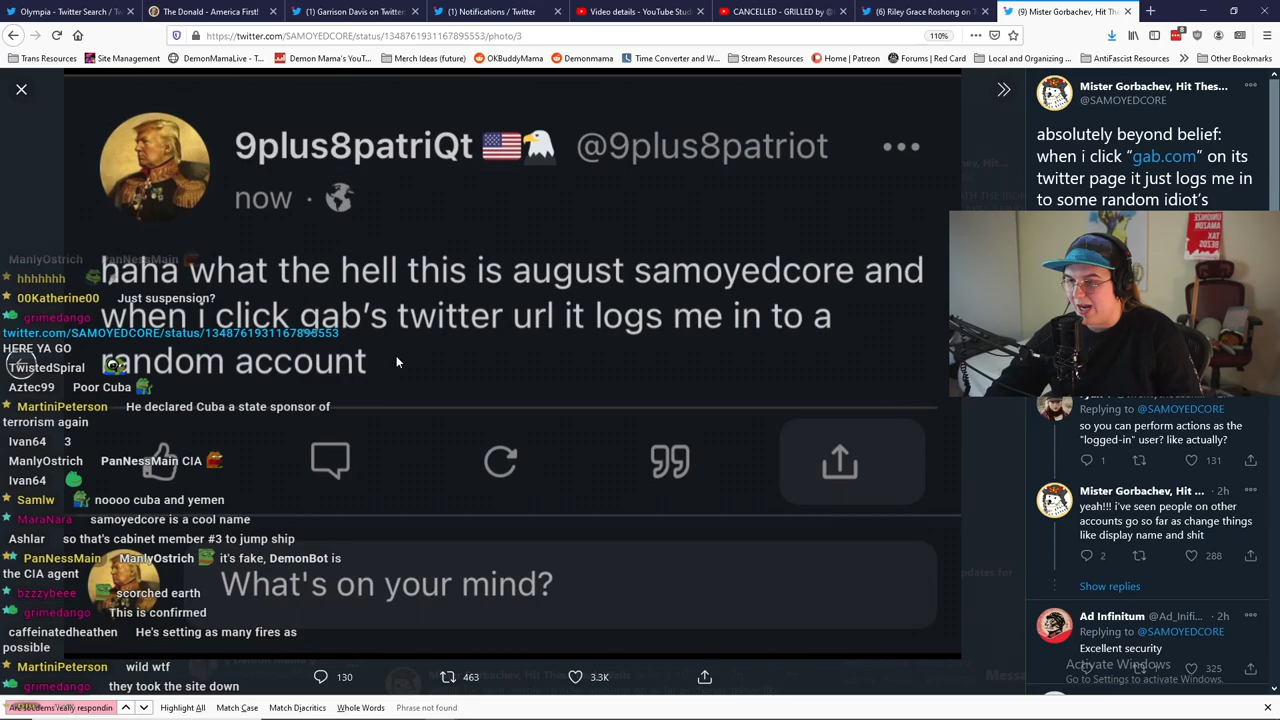 Olympia - Twitter Search / Tw
The Donald - America First!
(1) Garrison Davis on Twitter:
(1) Notifications / Twitter
Video details - YouTube Stud
CANCELLED - GRILLED by @
(6) Riley Grace Roshong on T
(9) Mister Gorbachev, Hit The
https://twitter.com/SAMOYEDCORE/status/1348761931167895553/photo/3
110%
Trans Resources
Site Management
DemonMamaLive - T...
Demon Mama's YouT...
Merch Ideas (future)
OKBuddyMama
Demonmama
Time Converter and W...
Stream Resources
Home | Patreon
Forums | Red Card
Local and Organizing ...
AntiFascist Resources
Other Bookmarks
9plus8patriQt 🇺🇸🦅 @9plus8patriot
now ·
haha what the hell this is august samoyedcore and
when i click gab's twitter url it logs me in to a
random account
What's on your mind?
130
463
3.3K
ManlyOstrich PanNessMain
hhhhhhh
00Katherine00 Just suspension?
grimedango
twitter.com/SAMOYEDCORE/status/1348761931167895553
HERE YA GO
TwistedSpiral
Aztec99 Poor Cuba
MartiniPeterson He declared Cuba a state sponsor of
terrorism again
Ivan64 3
ManlyOstrich PanNessMain CIA
Ivan64
Samlw noooo cuba and yemen
MaraNara samoyedcore is a cool name
Ashlar so that's cabinet member #3 to jump ship
PanNessMain ManlyOstrich it's fake, DemonBot is
the CIA agent
bzzzybeee scorched earth
grimedango This is confirmed
caffeinatedheathen He's setting as many fires as
possible
MartiniPeterson wild wtf
grimedango they took the site down
Mister Gorbachev, Hit Thes...
@SAMOYEDCORE
absolutely beyond belief:
when i click "gab.com" on its
twitter page it just logs me in
to some random idiot's
Replying to @SAMOYEDCORE
so you can perform actions as the
"logged-in" user? like actually?
1
131
Mister Gorbachev, Hit ... · 2h
yeah!!! i've seen people on other
accounts go so far as change things
like display name and shit
2
288
Show replies
Ad Infinitum @Ad_Inifi... · 2h
Replying to @SAMOYEDCORE
Excellent security
325
Activate Windows
Go to Settings to activate Windows.
Highlight All
Match Case
Match Diacritics
Whole Words
Phrase not found